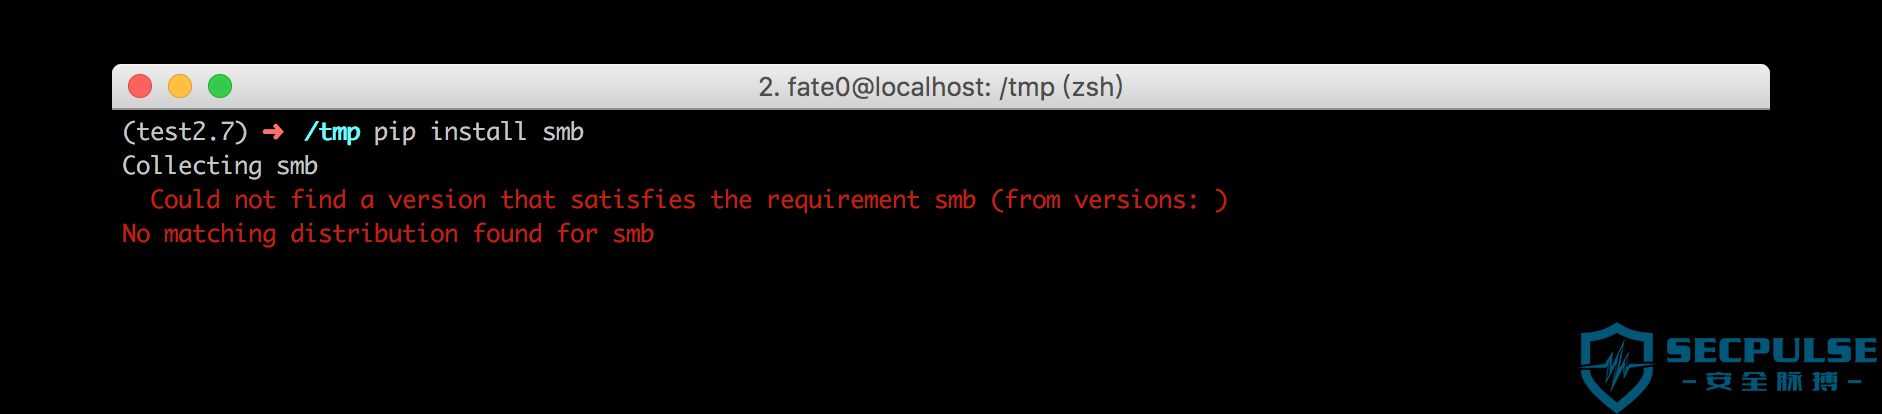 2. fate0@localhost: /tmp (zsh)
(test2.7) ➜ /tmp pip install smb
Collecting smb
Could not find a version that satisfies the requirement smb (from versions: )
No matching distribution found for smb
SECPULSE
-安全脉搏-